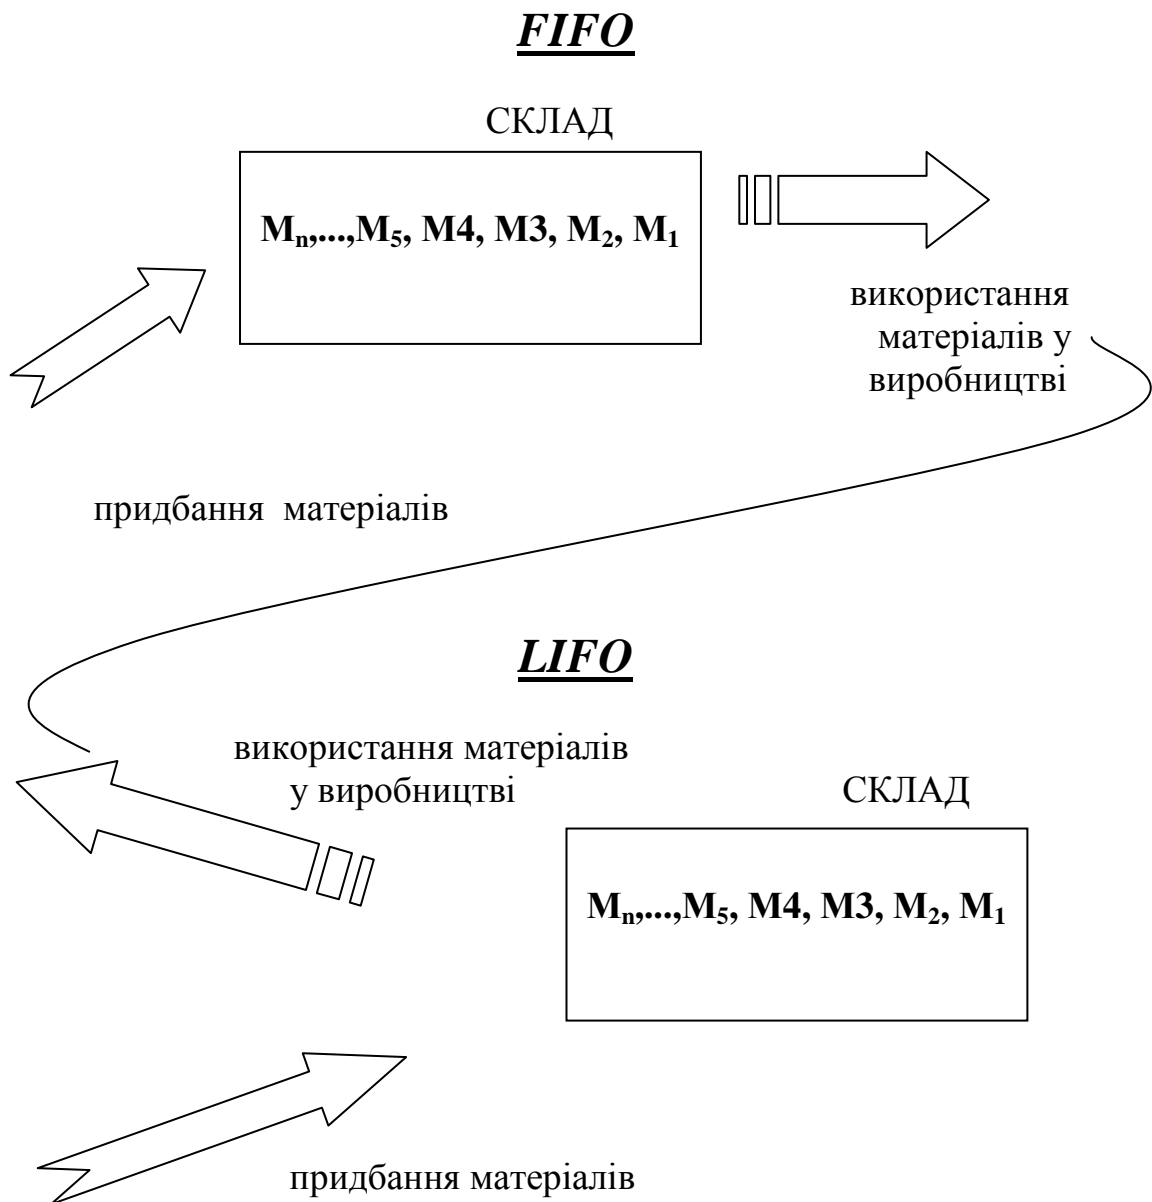 FIFO
СКЛАД
Mn,...,M5, M4, M3, M2, M1
використання
матеріалів у
виробництві
придбання матеріалів
LIFO
використання матеріалів
у виробництві
СКЛАД
Mn,...,M5, M4, M3, M2, M1
придбання матеріалів